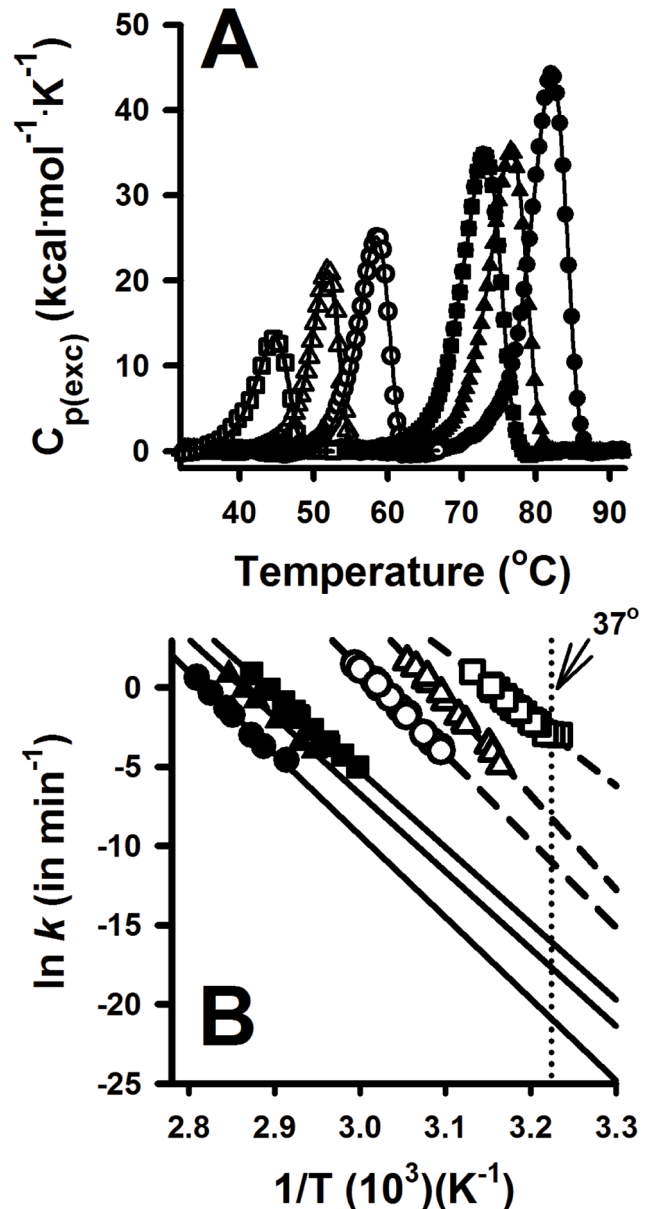 A
50
40
30
20
10
0
C p(exc) (kcal·mol⁻¹·K⁻¹)
40 50 60 70 80 90
Temperature (°C)
37°
0
-5
-10
-15
-20
-25
ln k (in min⁻¹)
B
2.8 2.9 3.0 3.1 3.2 3.3
1/T (10³)(K⁻¹)